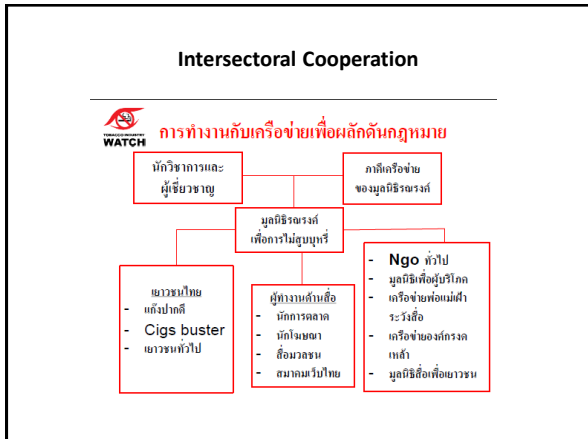 Intersectoral Cooperation
TOBACCO INDUSTRY
WATCH
การทำงานกับเครือข่ายเพื่อผลักดันกฎหมาย
นักวิชาการและ
ผู้เชี่ยวชาญ
ภาคีเครือข่าย
ของมูลนิธิรณรงค์
มูลนิธิรณรงค์
เพื่อการไม่สูบบุหรี่
เยาวชนไทย
- แก๊งปากดี
- Cigs buster
- เยาวชนทั่วไป
ผู้ทำงานด้านสื่อ
- นักการตลาด
- นักโฆษณา
- สื่อมวลชน
- สมาคมเว็บไทย
- Ngo ทั่วไป
- มูลนิธิเพื่อผู้บริโภค
- เครือข่ายพ่อแม่เฝ้า
ระวังสื่อ
- เครือข่ายองค์กรงด
เหล้า
- มูลนิธิสื่อเพื่อเยาวชน